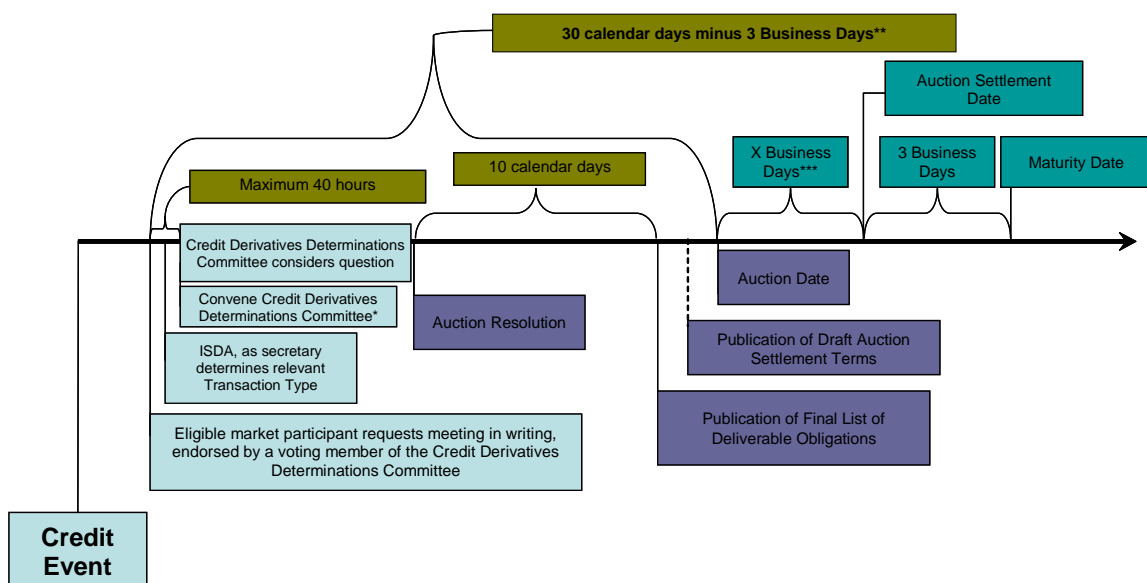 30 calendar days minus 3 Business Days**
Auction Settlement
Date
X Business
Days***
3 Business
Days
Maturity Date
10 calendar days
Maximum 40 hours
Credit Derivatives Determinations
Committee considers question
Convene Credit Derivatives
Determinations Committee*
ISDA, as secretary
determines relevant
Transaction Type
Eligible market participant requests meeting in writing,
endorsed by a voting member of the Credit Derivatives
Determinations Committee
Auction Resolution
Auction Date
Publication of Draft Auction
Settlement Terms
Publication of Final List of
Deliverable Obligations
Credit
Event